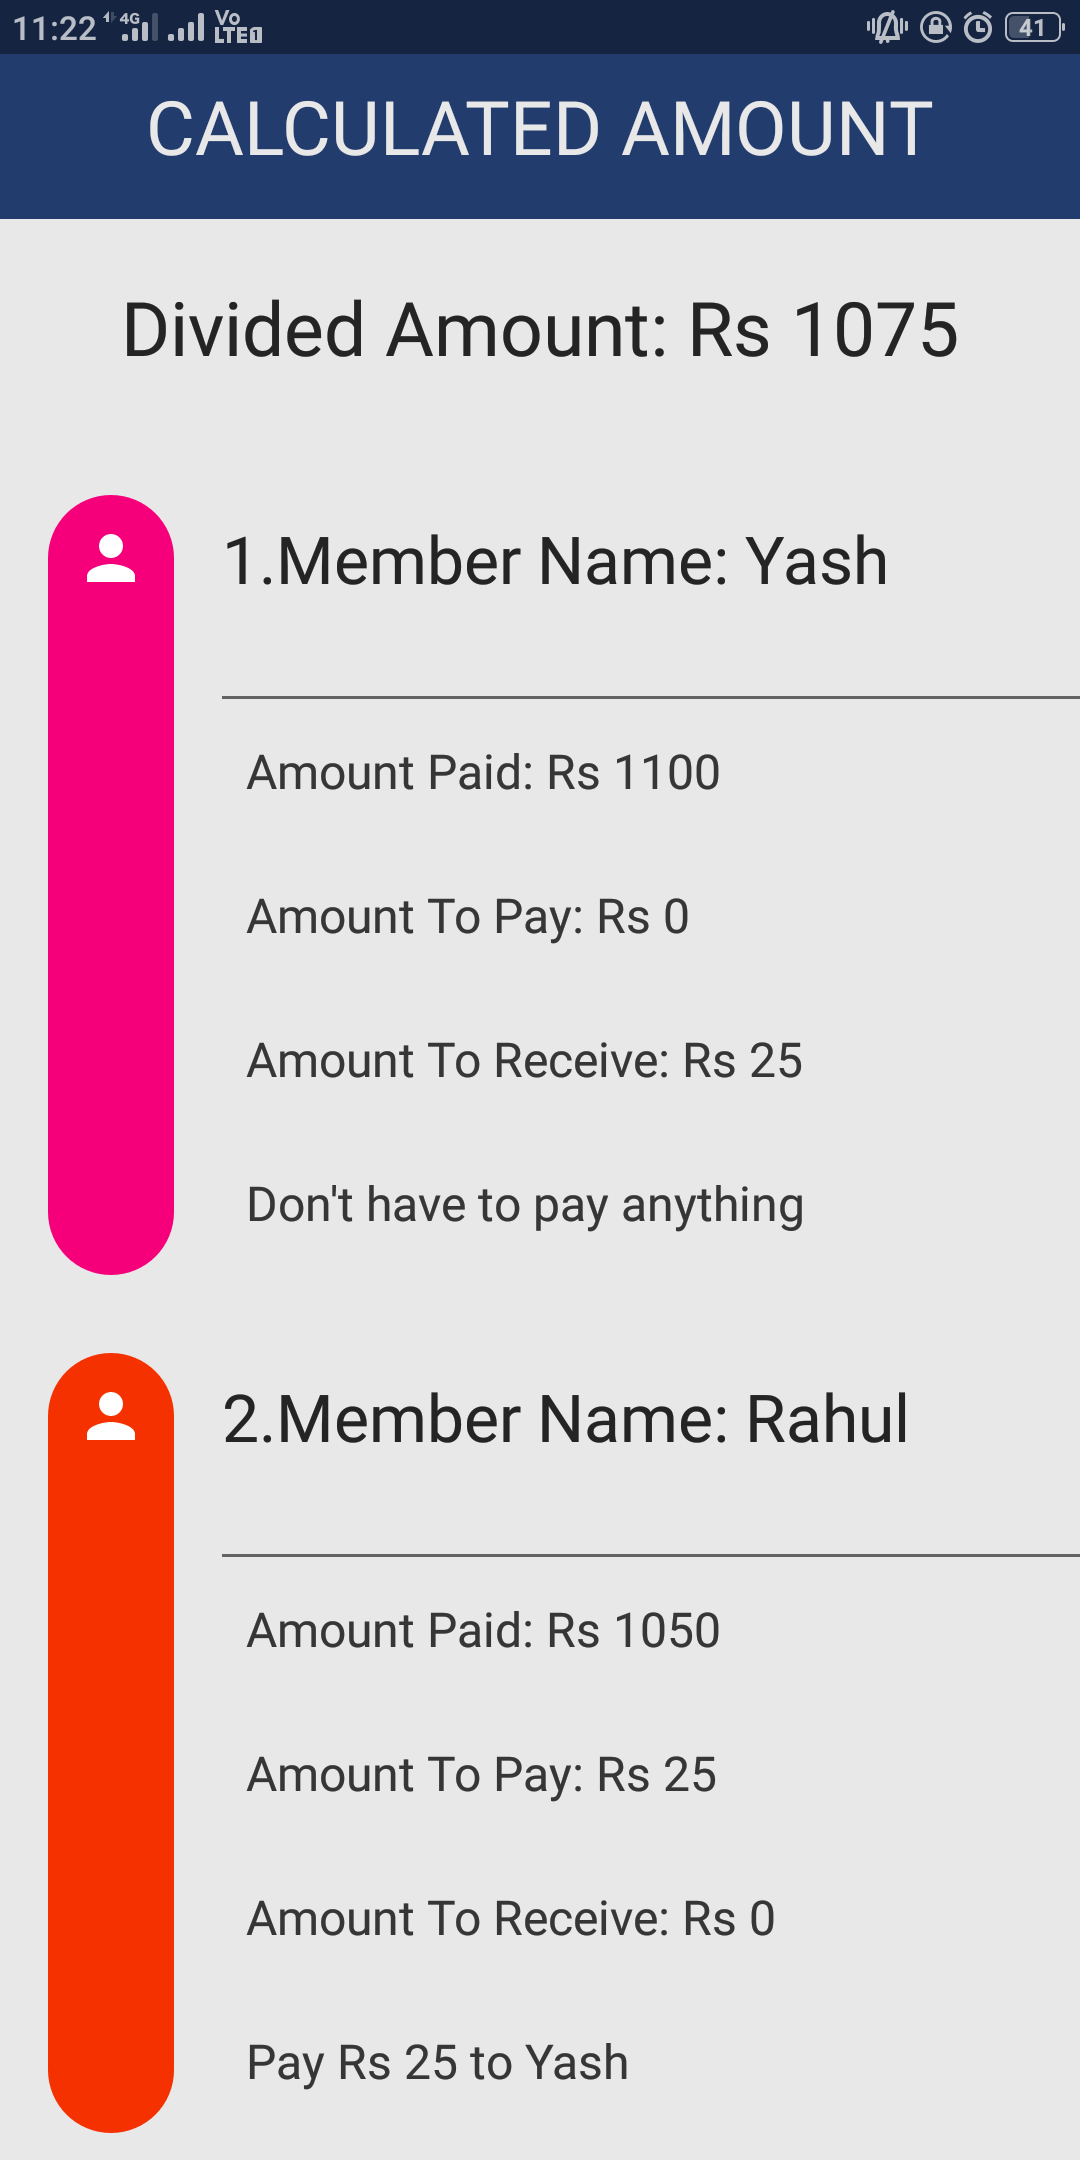 11:22 4G Vo LTE1 41
CALCULATED AMOUNT
Divided Amount: Rs 1075
1.Member Name: Yash
Amount Paid: Rs 1100
Amount To Pay: Rs 0
Amount To Receive: Rs 25
Don't have to pay anything
2.Member Name: Rahul
Amount Paid: Rs 1050
Amount To Pay: Rs 25
Amount To Receive: Rs 0
Pay Rs 25 to Yash